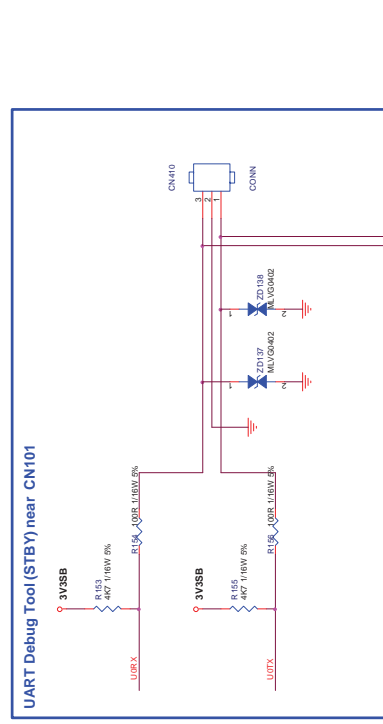 UART Debug Tool (STBY) near CN101
CN410
3
2
1
CONN
1
ZD138
MLVG0402
2
1
ZD137
MLVG0402
2
R154
100R 1/16W 5%
R156
100R 1/16W 5%
3V3SB
R153
4K7 1/16W 5%
U0RX
3V3SB
R155
4K7 1/16W 5%
U0TX